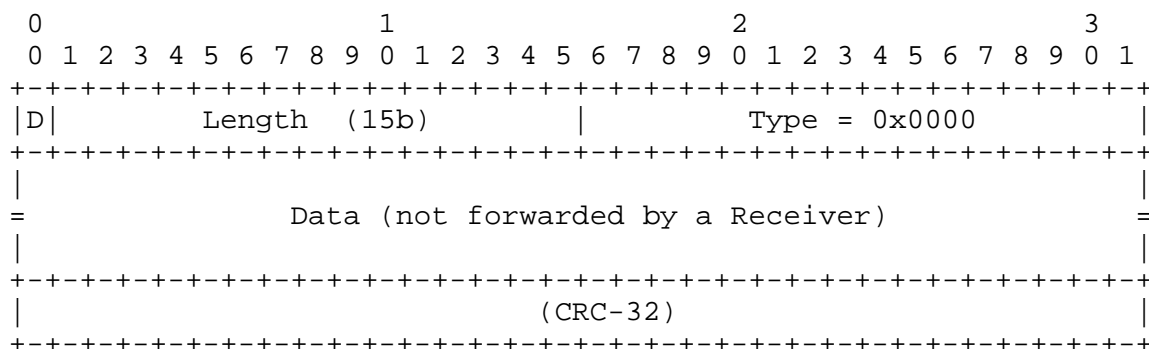 0                   1                   2                   3
 0 1 2 3 4 5 6 7 8 9 0 1 2 3 4 5 6 7 8 9 0 1 2 3 4 5 6 7 8 9 0 1
+-+-+-+-+-+-+-+-+-+-+-+-+-+-+-+-+-+-+-+-+-+-+-+-+-+-+-+-+-+-+-+-+
|D|        Length  (15b)        |         Type = 0x0000         |
+-+-+-+-+-+-+-+-+-+-+-+-+-+-+-+-+-+-+-+-+-+-+-+-+-+-+-+-+-+-+-+-+
|                                                               |
=               Data (not forwarded by a Receiver)              =
|                                                               |
+-+-+-+-+-+-+-+-+-+-+-+-+-+-+-+-+-+-+-+-+-+-+-+-+-+-+-+-+-+-+-+-+
|                             (CRC-32)                          |
+-+-+-+-+-+-+-+-+-+-+-+-+-+-+-+-+-+-+-+-+-+-+-+-+-+-+-+-+-+-+-+-+